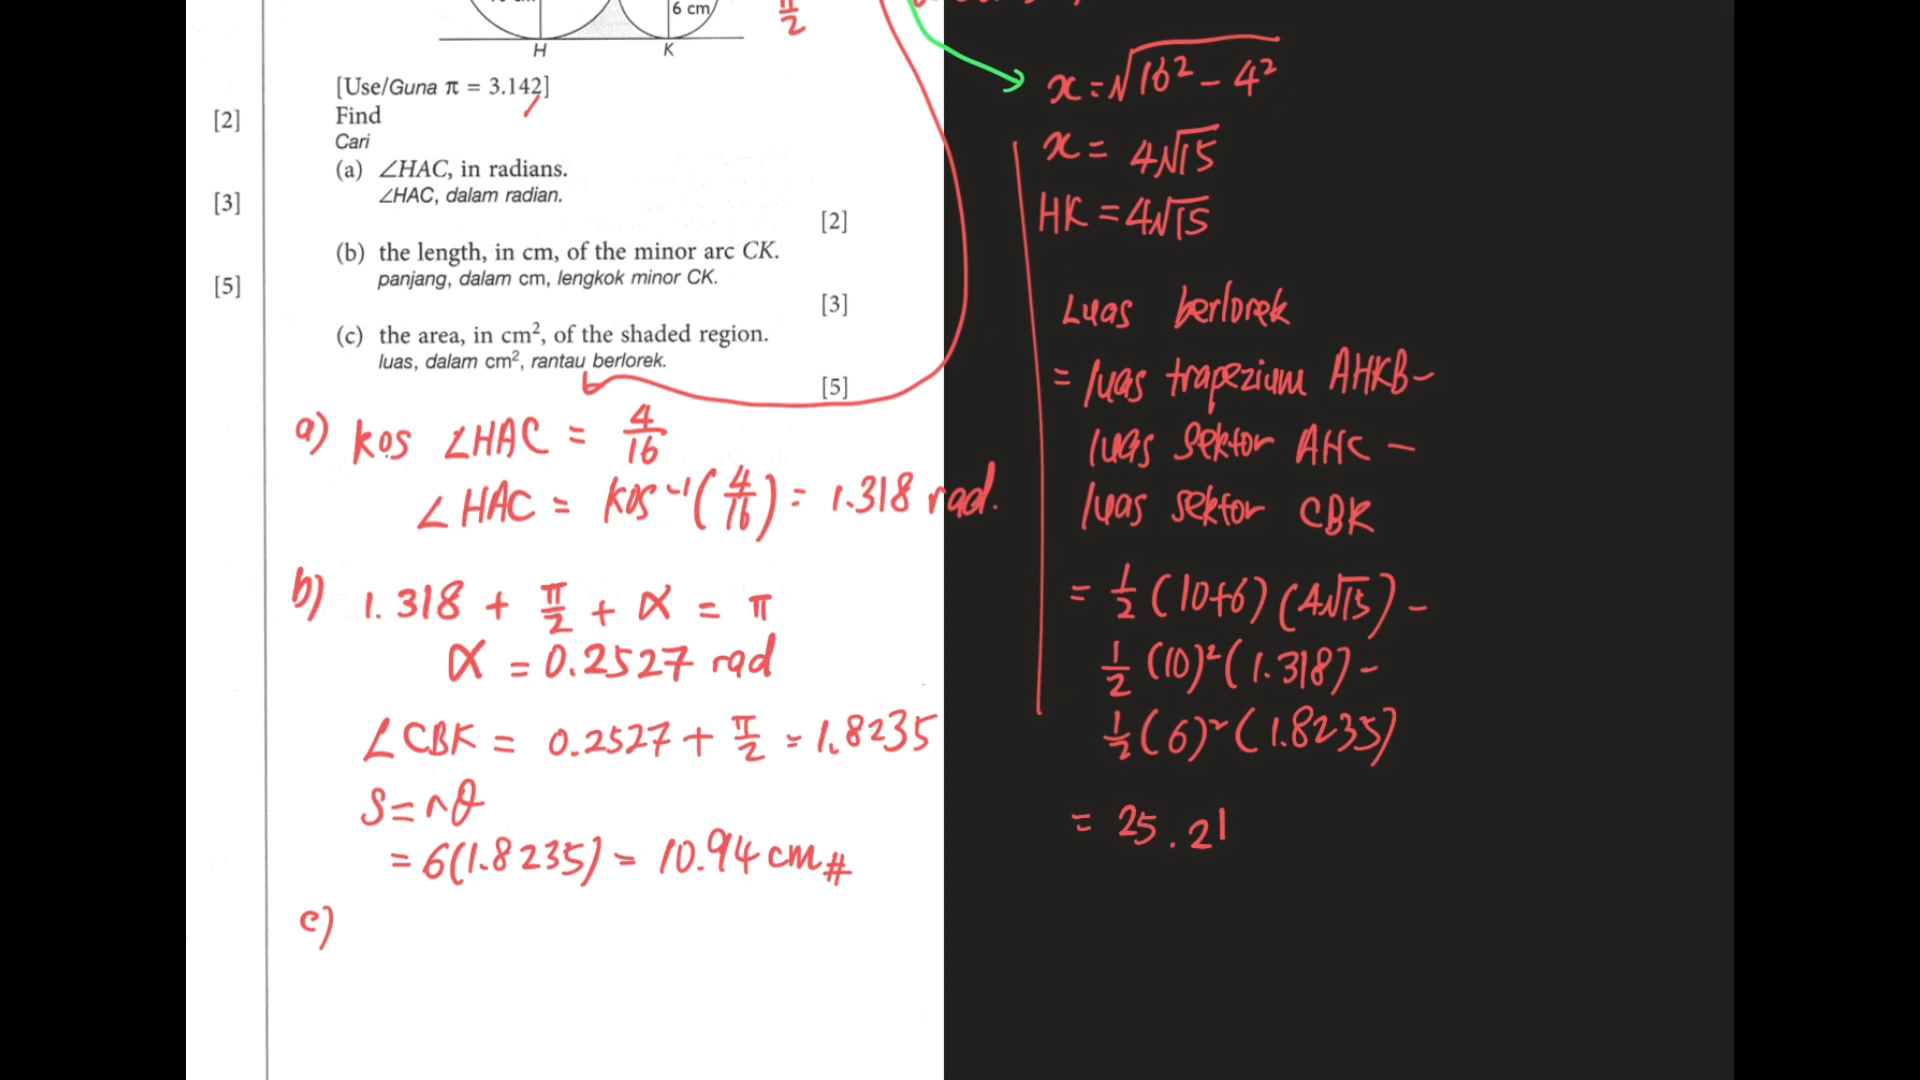 6 cm
π/2
H K
[Use/Guna π = 3.142]
[2] Find
Cari
(a) ∠HAC, in radians.
∠HAC, dalam radian.
[3]
[2]
(b) the length, in cm, of the minor arc CK.
panjang, dalam cm, lengkok minor CK.
[5]
[3]
(c) the area, in cm², of the shaded region.
luas, dalam cm², rantau berlorek.
[5]
a) kos ∠HAC = 4/16
∠HAC = kos⁻¹(4/16) = 1.318 rad.
b) 1.318 + π/2 + α = π
α = 0.2527 rad
∠CBK = 0.2527 + π/2 = 1.8235
S = rθ
= 6(1.8235) = 10.94 cm #
c)
x = √16² - 4²
x = 4√15
HK = 4√15
Luas berlorek
= luas trapezium AHKB -
luas sektor AHC -
luas sektor CBK
= 1/2 (10+6) (4√15) -
1/2 (10)² (1.318) -
1/2 (6)² (1.8235)
= 25.21